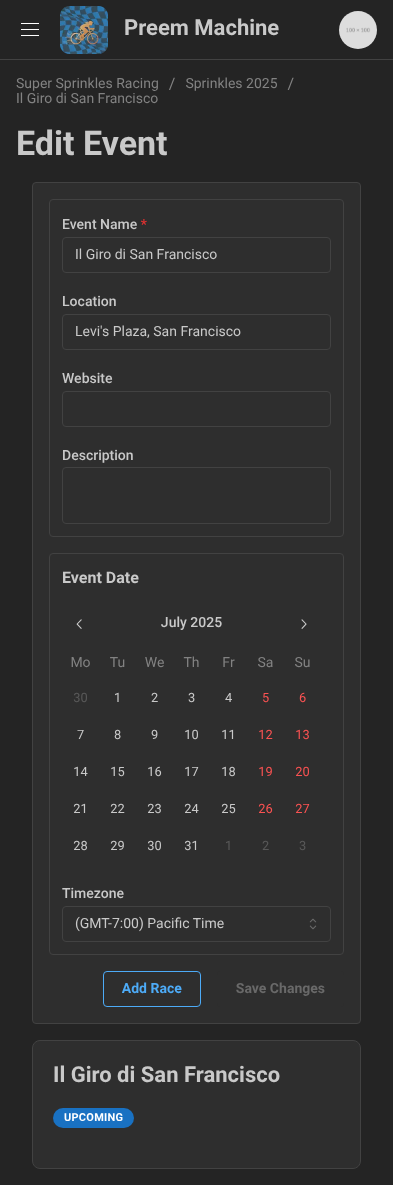 Preem Machine
100 × 100
Super Sprinkles Racing / Sprinkles 2025 /
Il Giro di San Francisco
Edit Event
Event Name *
Il Giro di San Francisco
Location
Levi's Plaza, San Francisco
Website
Description
Event Date
July 2025
Mo Tu We Th Fr Sa Su
30 1 2 3 4 5 6
7 8 9 10 11 12 13
14 15 16 17 18 19 20
21 22 23 24 25 26 27
28 29 30 31 1 2 3
Timezone
(GMT-7:00) Pacific Time
Add Race Save Changes
Il Giro di San Francisco
UPCOMING